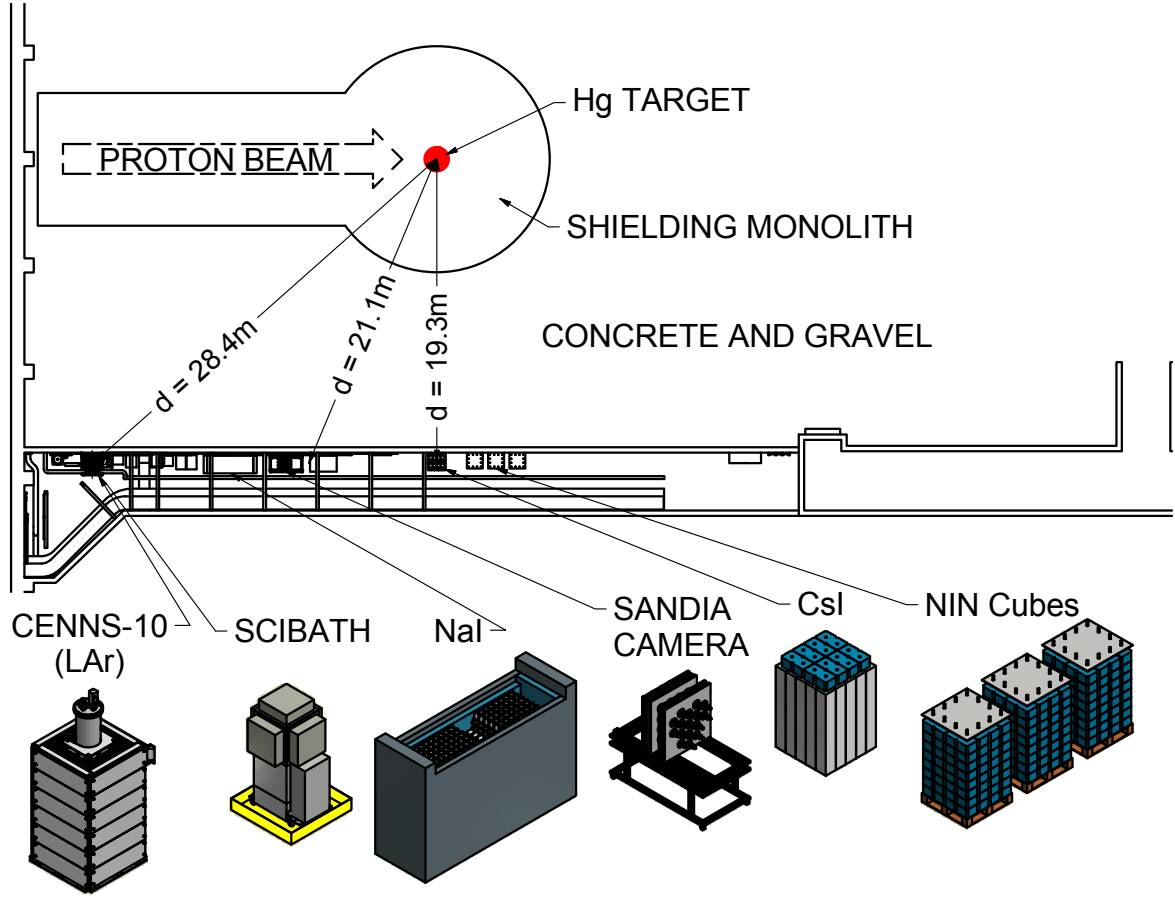 Hg TARGET
PROTON BEAM
SHIELDING MONOLITH
d = 28.4m
d = 21.1m
d = 19.3m
CONCRETE AND GRAVEL
CENNS-10
(LAr)
SCIBATH
NaI
SANDIA
CAMERA
CsI
NIN Cubes